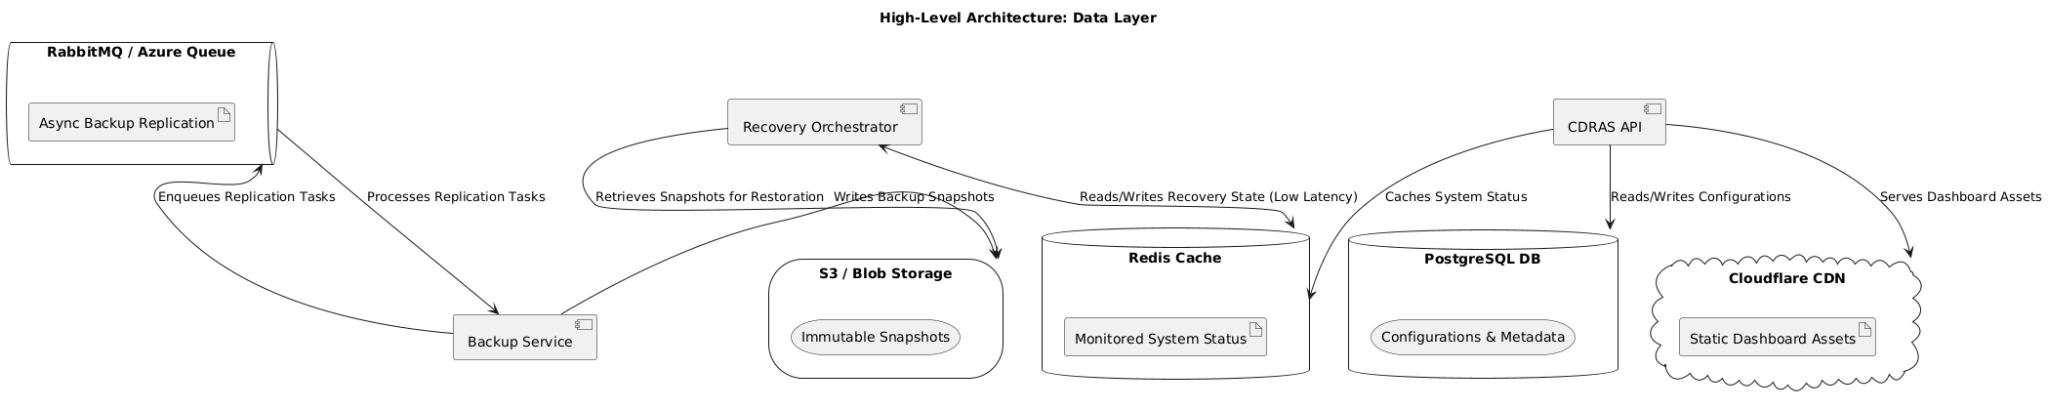 High-Level Architecture: Data Layer
RabbitMQ / Azure Queue
Async Backup Replication
Recovery Orchestrator
CDRAS API
Enqueues Replication Tasks
Processes Replication Tasks
Retrieves Snapshots for Restoration
Writes Backup Snapshots
Reads/Writes Recovery State (Low Latency)
Caches System Status
Reads/Writes Configurations
Serves Dashboard Assets
Backup Service
S3 / Blob Storage
Immutable Snapshots
Redis Cache
Monitored System Status
PostgreSQL DB
Configurations & Metadata
Cloudflare CDN
Static Dashboard Assets